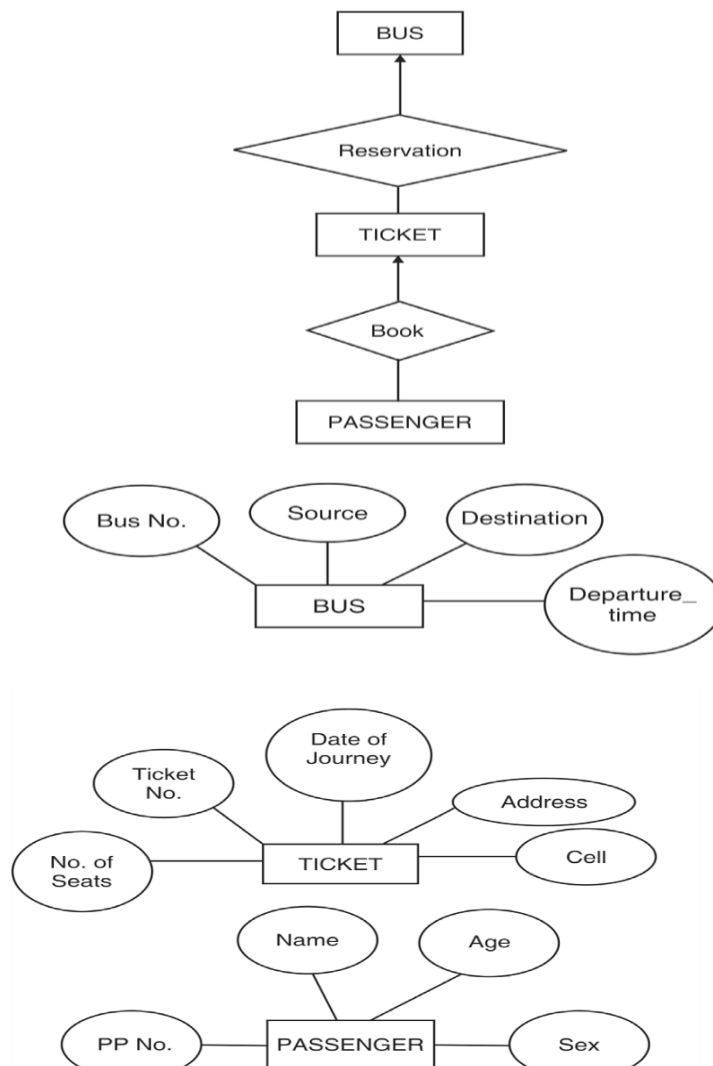 BUS
Reservation
TICKET
Book
PASSENGER
Bus No.
Source
Destination
BUS
Departure_
time
Date of
Journey
Ticket
No.
Address
No. of
Seats
TICKET
Cell
Name
Age
PP No.
PASSENGER
Sex